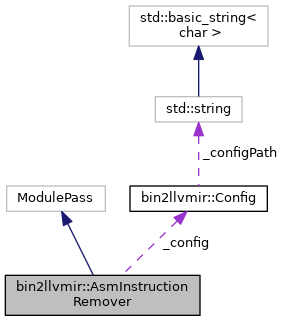 std::basic_string<
char >
std::string
_configPath
ModulePass
bin2llvmir::Config
_config
bin2llvmir::AsmInstruction
Remover